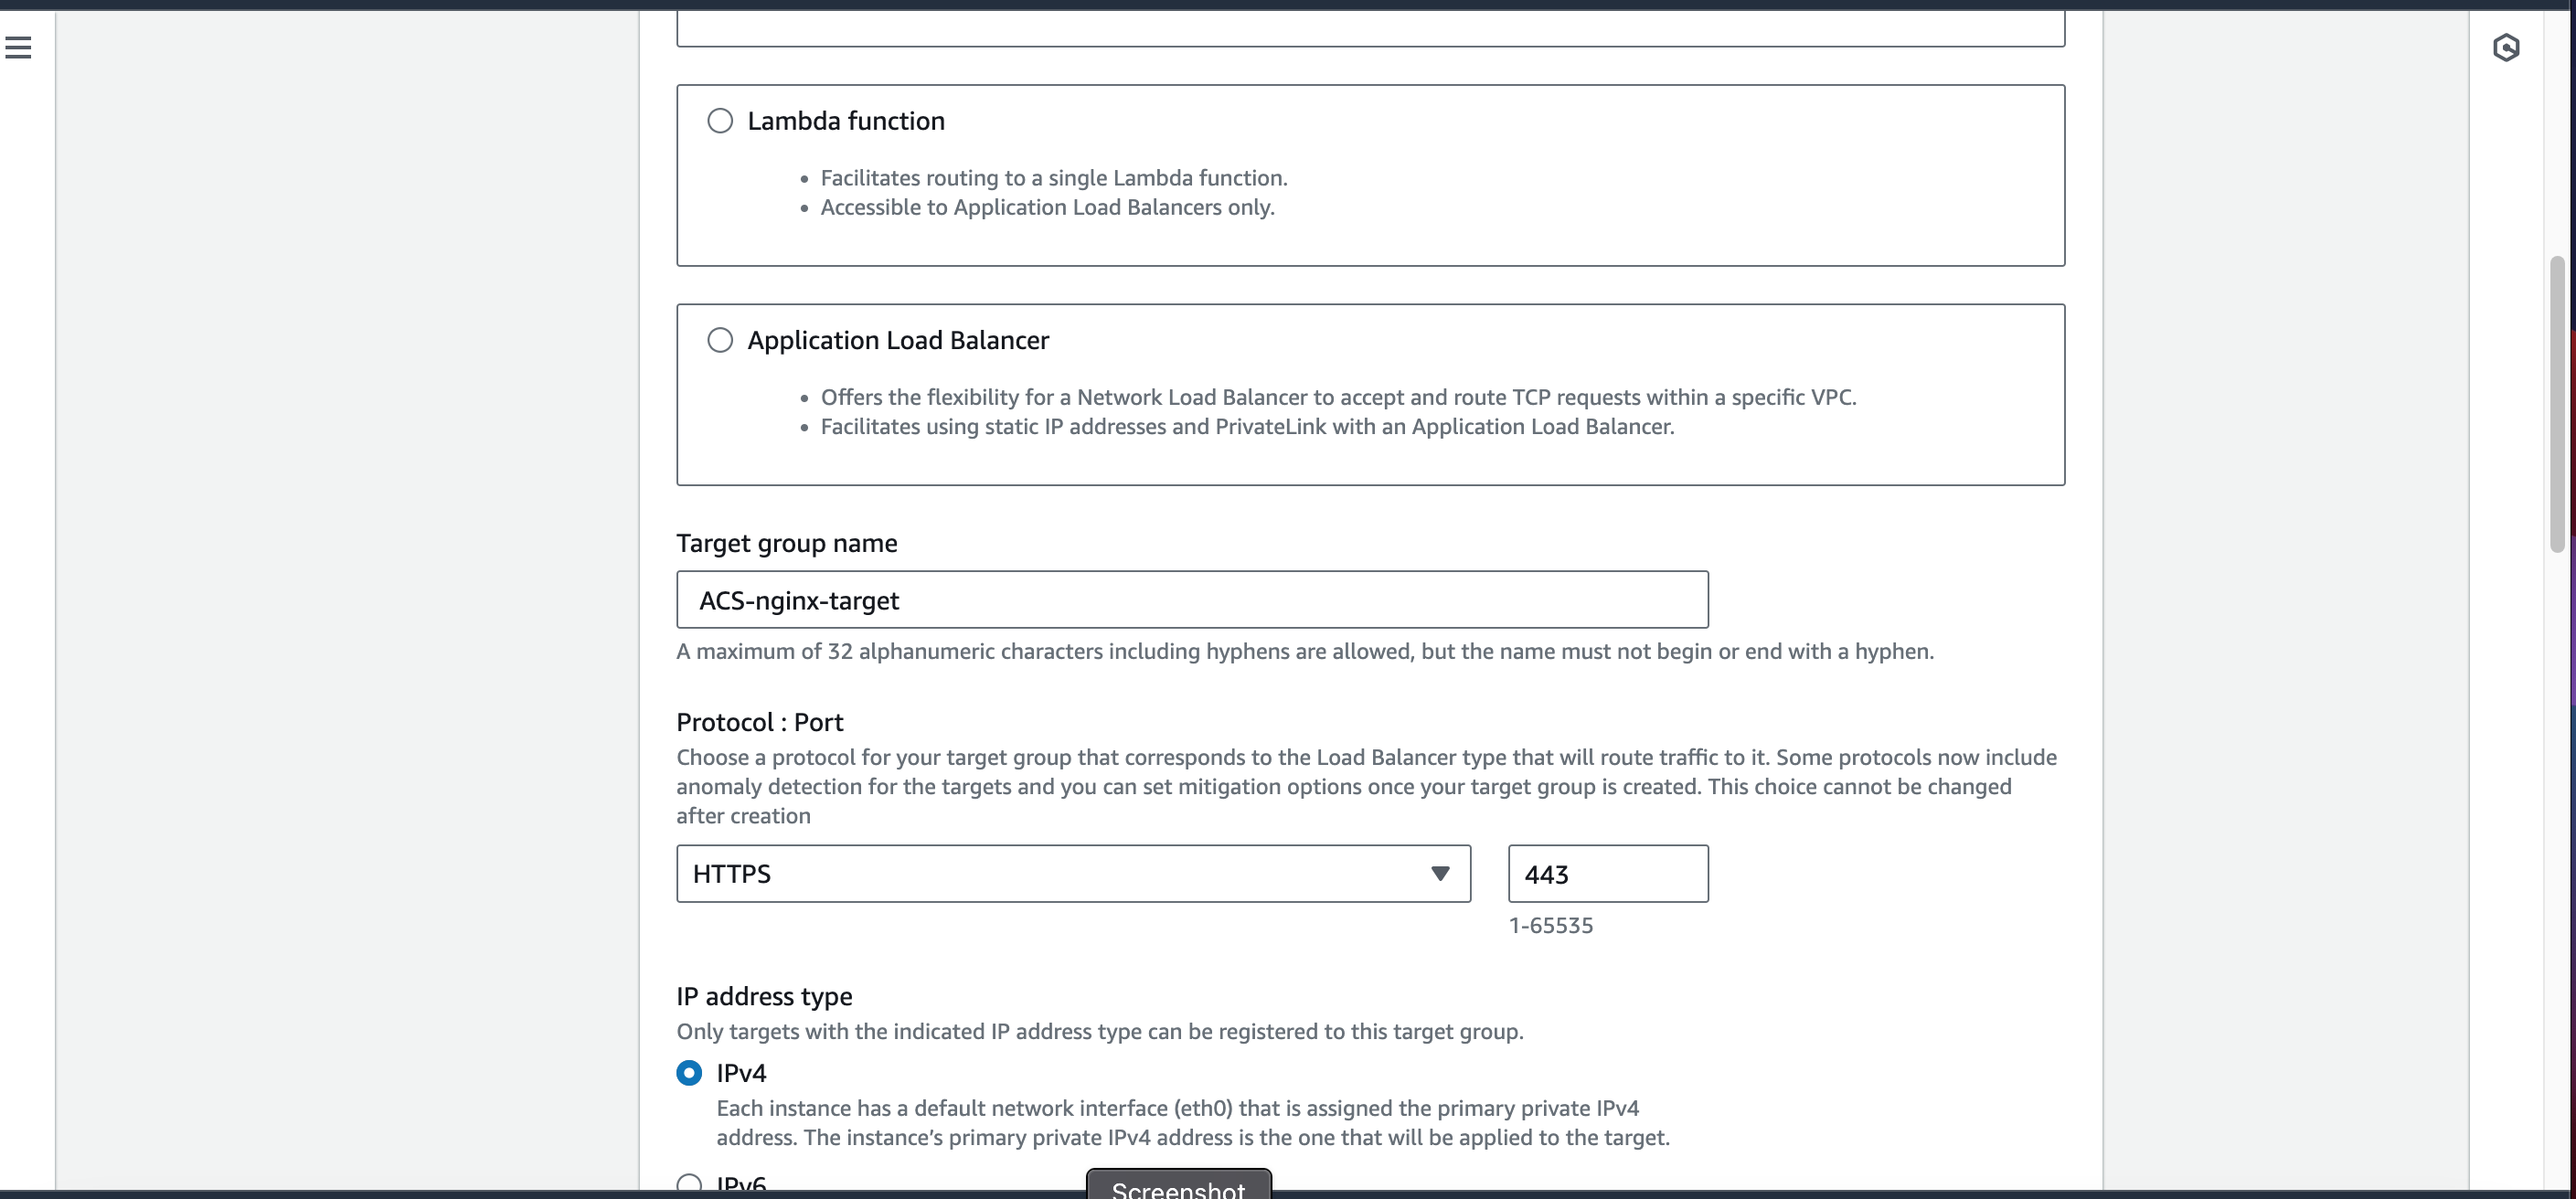 Lambda function
Facilitates routing to a single Lambda function.
Accessible to Application Load Balancers only.
Application Load Balancer
Offers the flexibility for a Network Load Balancer to accept and route TCP requests within a specific VPC.
Facilitates using static IP addresses and PrivateLink with an Application Load Balancer.
Target group name
ACS-nginx-target
A maximum of 32 alphanumeric characters including hyphens are allowed, but the name must not begin or end with a hyphen.
Protocol : Port
Choose a protocol for your target group that corresponds to the Load Balancer type that will route traffic to it. Some protocols now include
anomaly detection for the targets and you can set mitigation options once your target group is created. This choice cannot be changed
after creation
HTTPS
443
1-65535
IP address type
Only targets with the indicated IP address type can be registered to this target group.
IPv4
Each instance has a default network interface (eth0) that is assigned the primary private IPv4
address. The instance’s primary private IPv4 address is the one that will be applied to the target.
IPv6
Screenshot